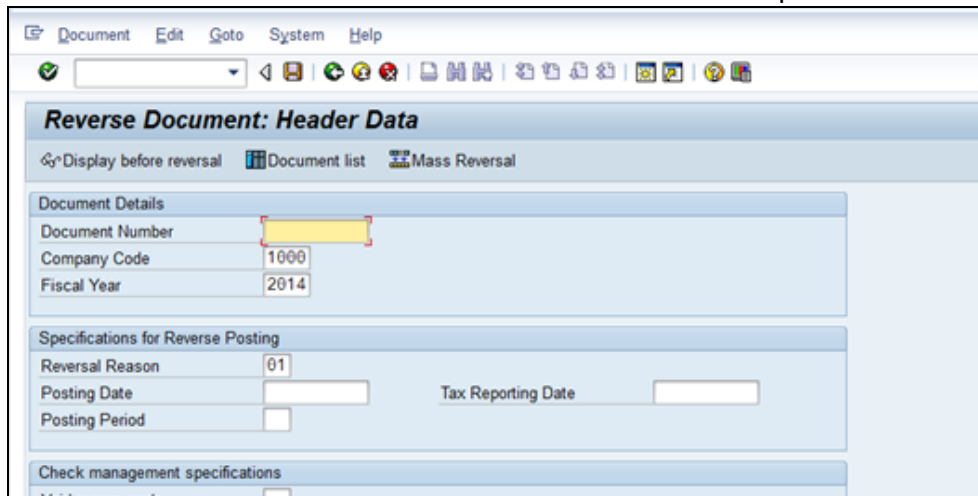 Document Edit Goto System Help
Reverse Document: Header Data
Display before reversal Document list Mass Reversal
Document Details
Document Number
Company Code 1000
Fiscal Year 2014
Specifications for Reverse Posting
Reversal Reason 01
Posting Date Tax Reporting Date
Posting Period
Check management specifications